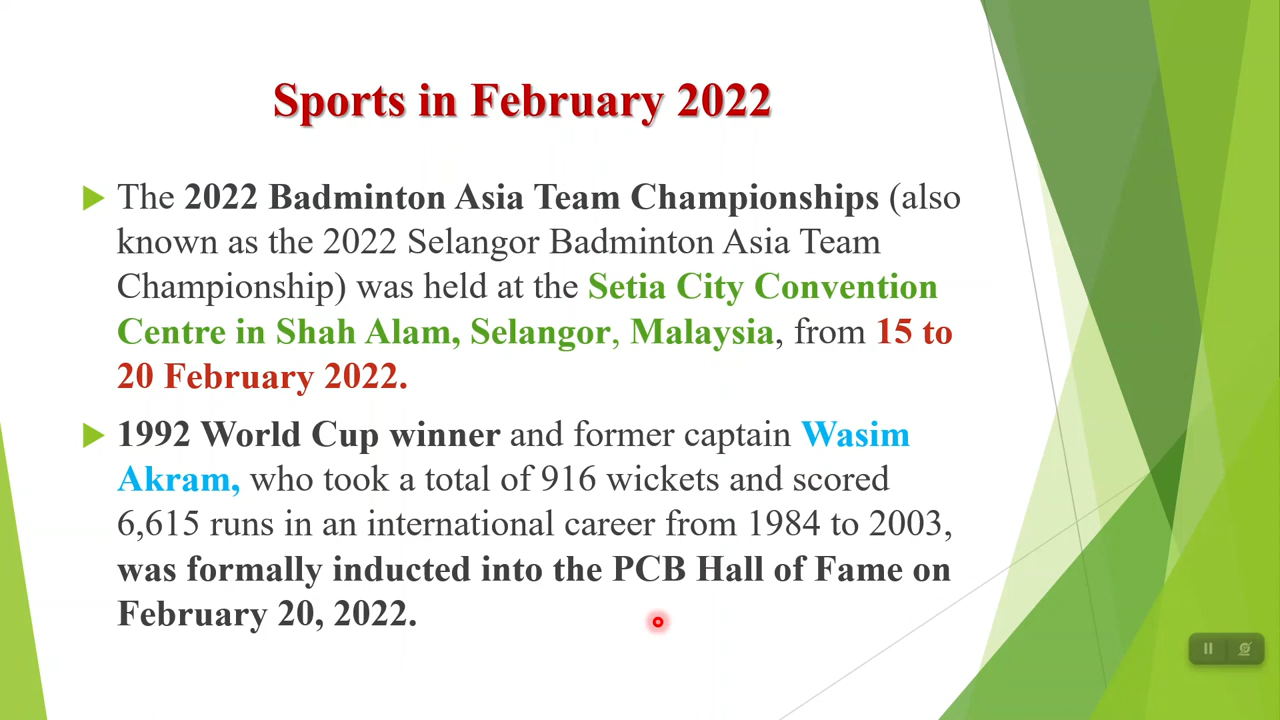 Sports in February 2022
The 2022 Badminton Asia Team Championships (also
known as the 2022 Selangor Badminton Asia Team
Championship) was held at the Setia City Convention
Centre in Shah Alam, Selangor, Malaysia, from 15 to
20 February 2022.
1992 World Cup winner and former captain Wasim
Akram, who took a total of 916 wickets and scored
6,615 runs in an international career from 1984 to 2003,
was formally inducted into the PCB Hall of Fame on
February 20, 2022.